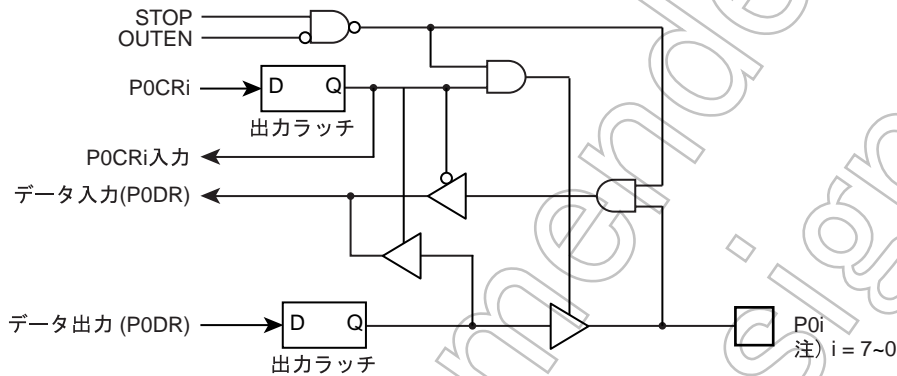 STOP
OUTEN
P0CRi
D Q
出力ラッチ
P0CRi入力
データ入力(P0DR)
データ出力 (P0DR)
D Q
出力ラッチ
P0i
注) i = 7~0